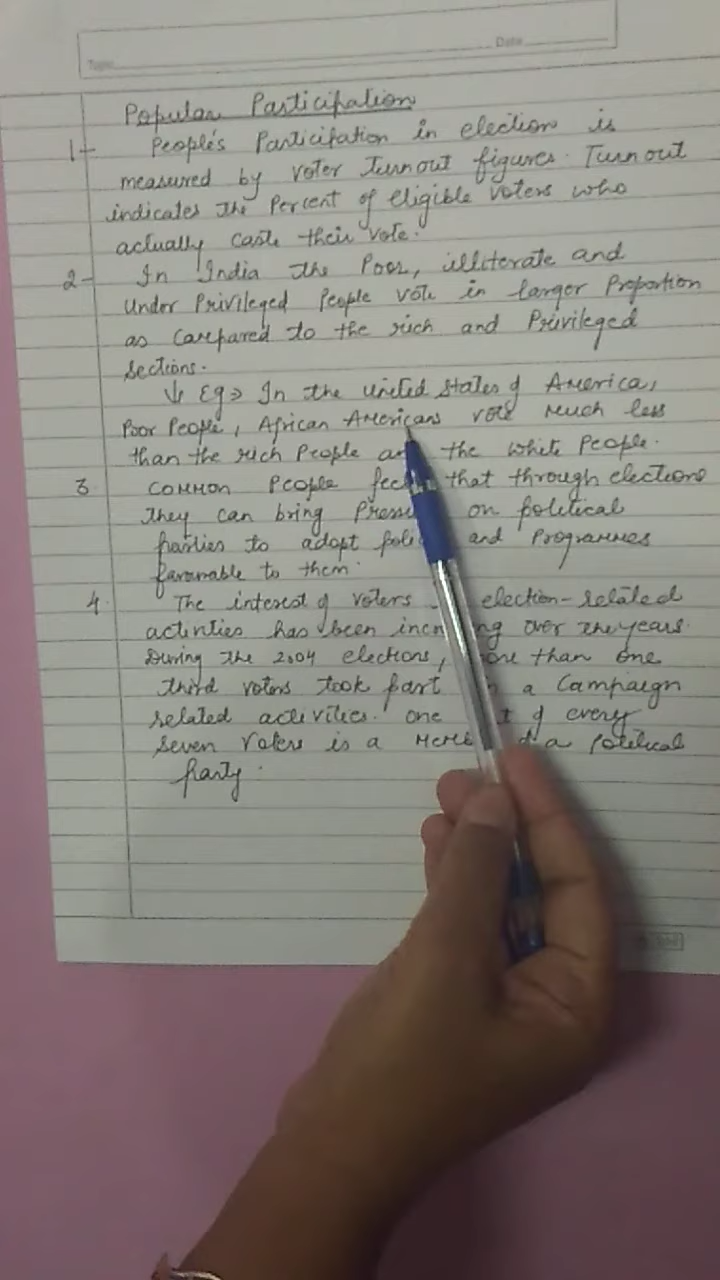 Date
Topic
Popular Participation
1- People's Participation in election is
measured by voter Turnout figures. Turnout
indicates the Percent of eligible voters who
actually caste their vote.
2- In India the Poor, illiterate and
Under Privileged People vote in larger Proportion
as compared to the rich and Privileged
sections.
↓ Eg⇒ In the united states of America,
Poor People, African Americans vote much less
than the rich People the white People.
3 Common People that through elections
They can bring on political
parties to adopt and Programmes
favourable to them.
4. The interest of voters election-related
activities has been over the years.
During the 2004 elections, than one
third voters took part a Campaign
related activities. one of every
seven voters is a a political
party.